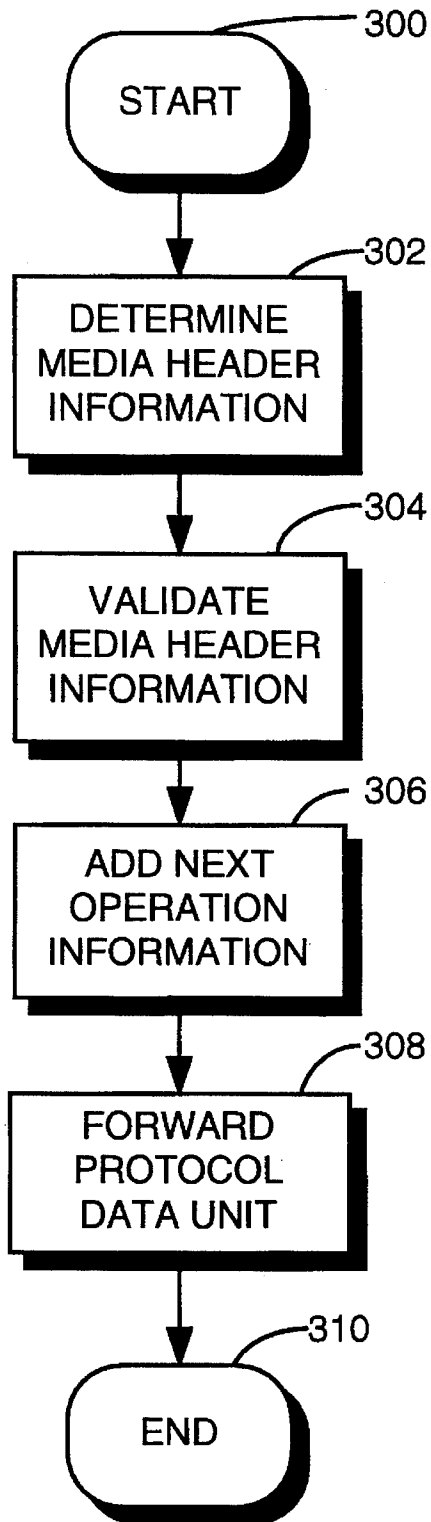 300
START
302
DETERMINE
MEDIA HEADER
INFORMATION
304
VALIDATE
MEDIA HEADER
INFORMATION
306
ADD NEXT
OPERATION
INFORMATION
308
FORWARD
PROTOCOL
DATA UNIT
310
END